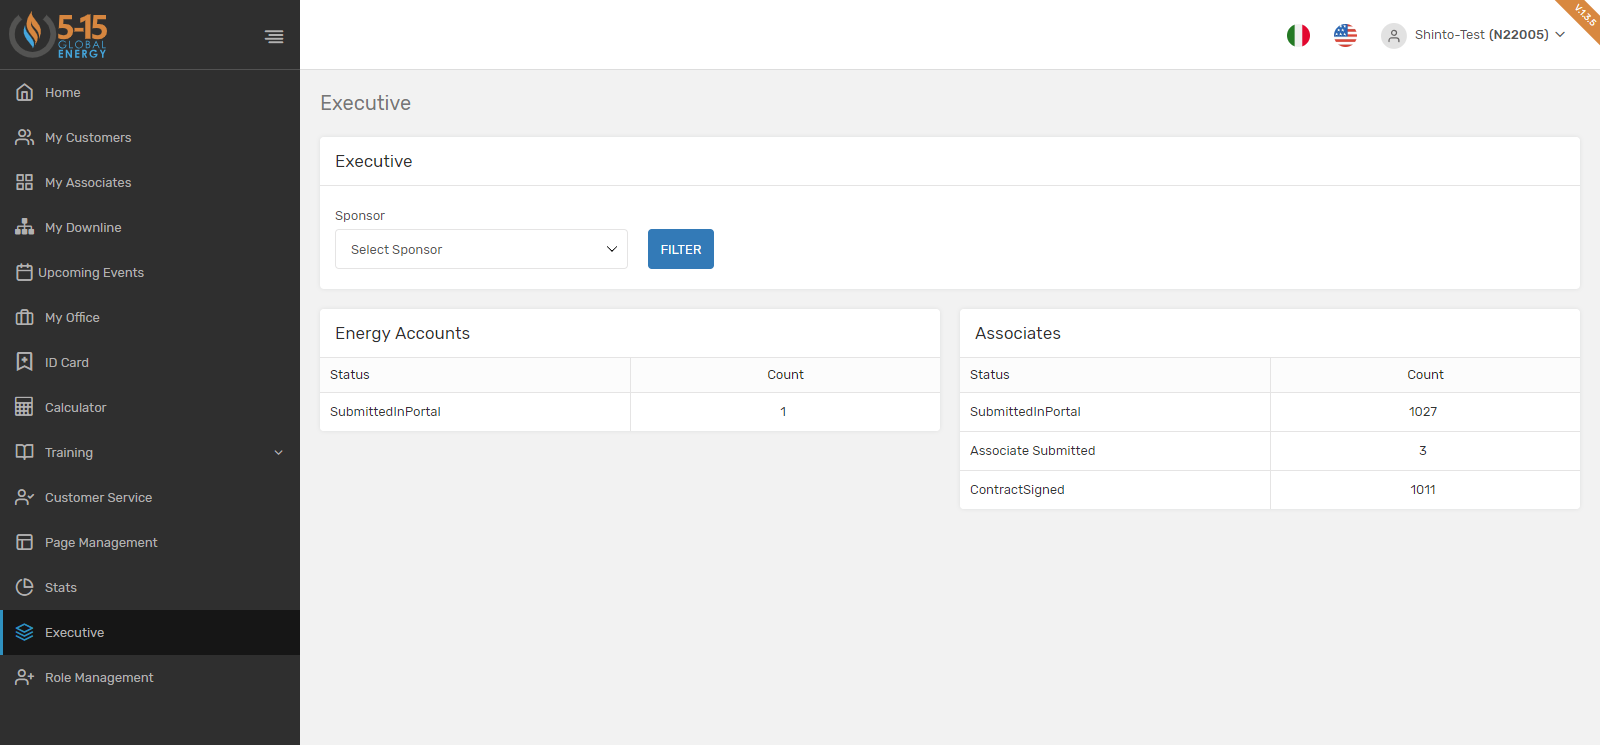 5-15
GLOBAL
ENERGY
Shinto-Test (N22005)
V.1.3.5
Home
My Customers
My Associates
My Downline
Upcoming Events
My Office
ID Card
Calculator
Training
Customer Service
Page Management
Stats
Executive
Role Management
Executive
Executive
Sponsor
Select Sponsor
FILTER
Energy Accounts
Status Count
SubmittedInPortal 1
Associates
Status Count
SubmittedInPortal 1027
Associate Submitted 3
ContractSigned 1011